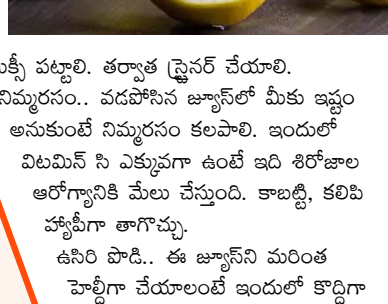 మిక్సీ పట్టాలి. తర్వాత స్ట్రైనర్ చేయాలి.
నిమ్మరసం.. వడపోసిన జ్యూస్‌లో మీకు ఇష్టం
అనుకుంటే నిమ్మరసం కలపాలి. ఇందులో
విటమిన్ సి ఎక్కువగా ఉంటే ఇది శిరోజాల
ఆరోగ్యానికి మేలు చేస్తుంది. కాబట్టి, కలిపి
హ్యాపీగా తాగొచ్చు.
ఉసిరి పొడి.. ఈ జ్యూస్‌ని మరింత
హెల్దీగా చేయాలంటే ఇందులో కొద్దిగా